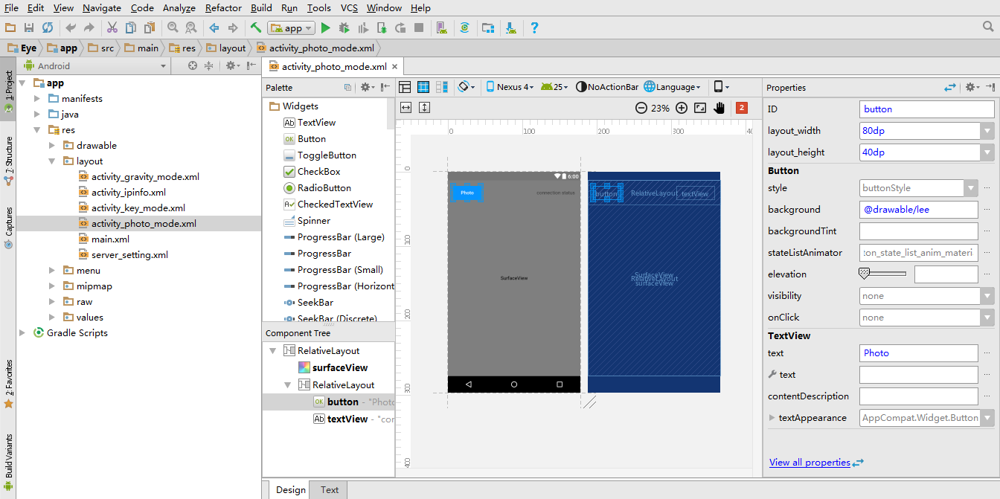 File Edit View Navigate Code Analyze Refactor Build Run Tools VCS Window Help
app
Eye app src main res layout activity_photo_mode.xml
1: Project
7: Structure
Captures
2: Favorites
Build Variants
Android
app
manifests
java
res
drawable
layout
activity_gravity_mode.xml
activity_ipinfo.xml
activity_key_mode.xml
activity_photo_mode.xml
main.xml
server_setting.xml
menu
mipmap
raw
values
Gradle Scripts
activity_photo_mode.xml
Palette
Widgets
Ab TextView
OK Button
ToggleButton
CheckBox
RadioButton
CheckedTextView
Spinner
ProgressBar (Large)
ProgressBar
ProgressBar (Small)
ProgressBar (Horizont
SeekBar
SeekBar (Discrete)
Component Tree
RelativeLayout
surfaceView
RelativeLayout
OK button - "Photo
Ab textView - "con
Nexus 4 25 NoActionBar Language
23% 2
0 100 200 300 40
0
100
200
300
400
6:00
Photo connection status
SurfaceView
button RelativeLayout textView
SurfaceView
RelativeLayout
surfaceView
Properties
ID button
layout_width 80dp
layout_height 40dp
Button
style buttonStyle
background @drawable/lee
backgroundTint
stateListAnimator :on_state_list_anim_materi
elevation
visibility none
onClick none
TextView
text Photo
text
contentDescription
textAppearance AppCompat.Widget.Button
View all properties
Design Text